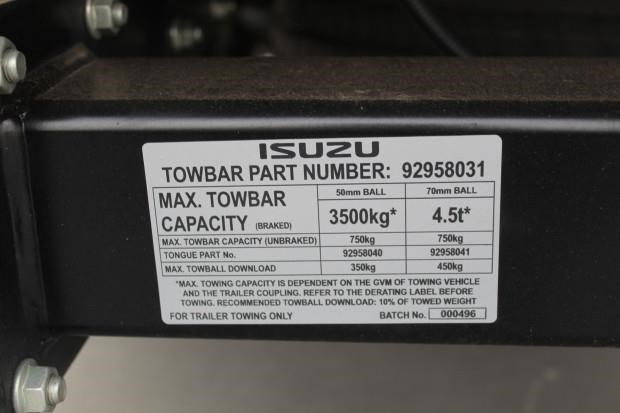 ISUZU
TOWBAR PART NUMBER: 92958031
MAX. TOWBAR CAPACITY (BRAKED) 50mm BALL 3500kg* 70mm BALL 4.5t*
MAX. TOWBAR CAPACITY (UNBRAKED) 750kg 750kg
TONGUE PART No. 92958040 92958041
MAX. TOWBALL DOWNLOAD 350kg 450kg
*MAX. TOWING CAPACITY IS DEPENDENT ON THE GVM OF TOWING VEHICLE
AND THE TRAILER COUPLING. REFER TO THE DERATING LABEL BEFORE
TOWING. RECOMMENDED TOWBALL DOWNLOAD: 10% OF TOWED WEIGHT
FOR TRAILER TOWING ONLY BATCH No. 000496